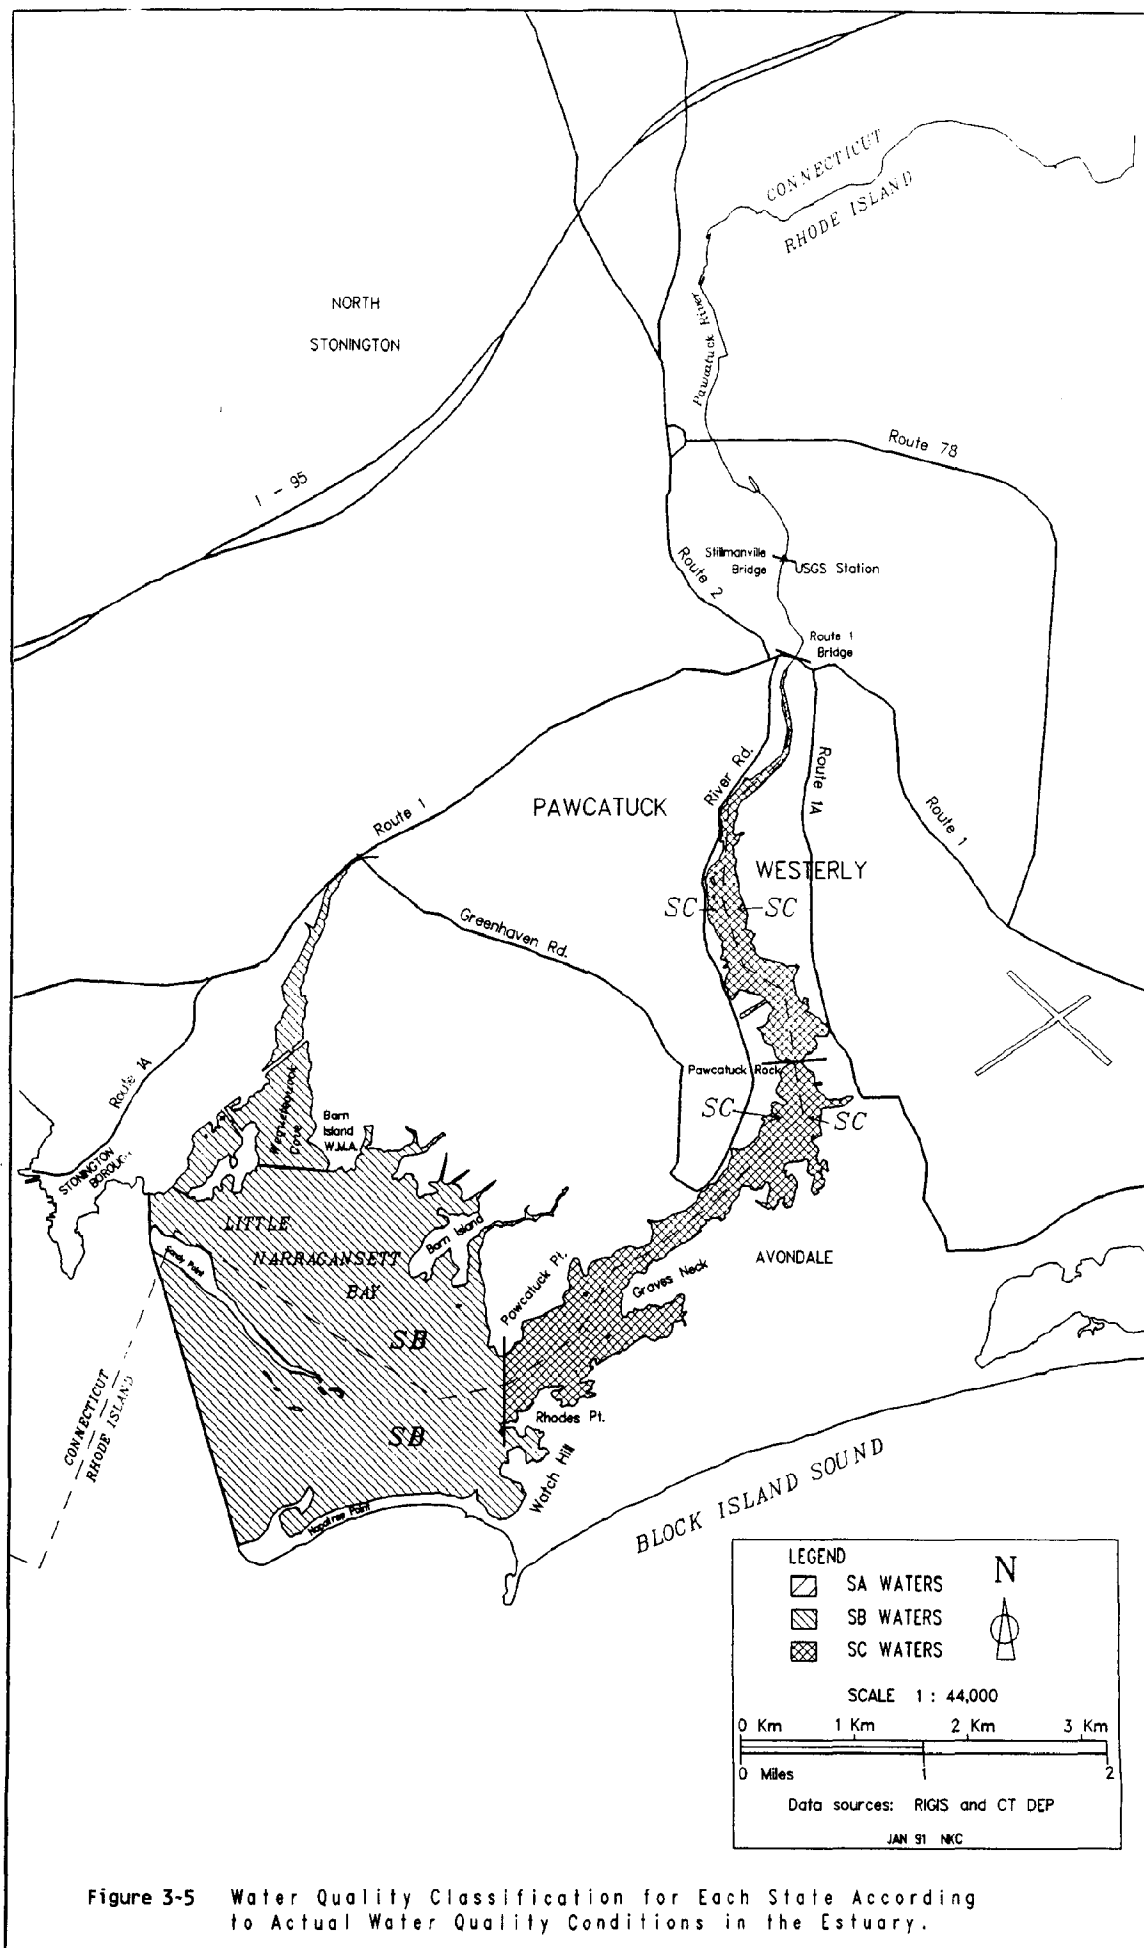 CONNECTICUT
RHODE ISLAND
NORTH
STONINGTON
Pawcatuck River
Route 78
I - 95
Stillmanville
Bridge
USGS Station
Route 2
Route 1
Bridge
River Rd.
Route 1A
PAWCATUCK
Route 1
Route 1
WESTERLY
SC
SC
Greenhaven Rd.
Route 1A
Pawcatuck Rock
SC
SC
Wequetequock
Cove
Barn
Island
W.M.A.
STONINGTON
BOROUGH
LITTLE
NARRAGANSETT
BAY
Sandy Point
Barn Island
Pawcatuck Pt.
Graves Neck
AVONDALE
SB
SB
CONNECTICUT
RHODE ISLAND
Rhodes Pt.
Watch Hill
Napatree Point
BLOCK ISLAND SOUND
LEGEND
N
SA WATERS
SB WATERS
SC WATERS
SCALE 1 : 44,000
0 Km 1 Km 2 Km 3 Km
0 Miles 1 2
Data sources: RIGIS and CT DEP
JAN 91 NKC
Figure 3-5 Water Quality Classification for Each State According
to Actual Water Quality Conditions in the Estuary.